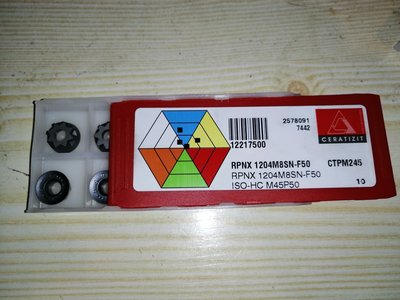 2578091
7442
12217500
CERATIZIT
RPNX 1204M8SN-F50 CTPM245
RPNX 1204M8SN-F50
ISO-HC M45P50
10